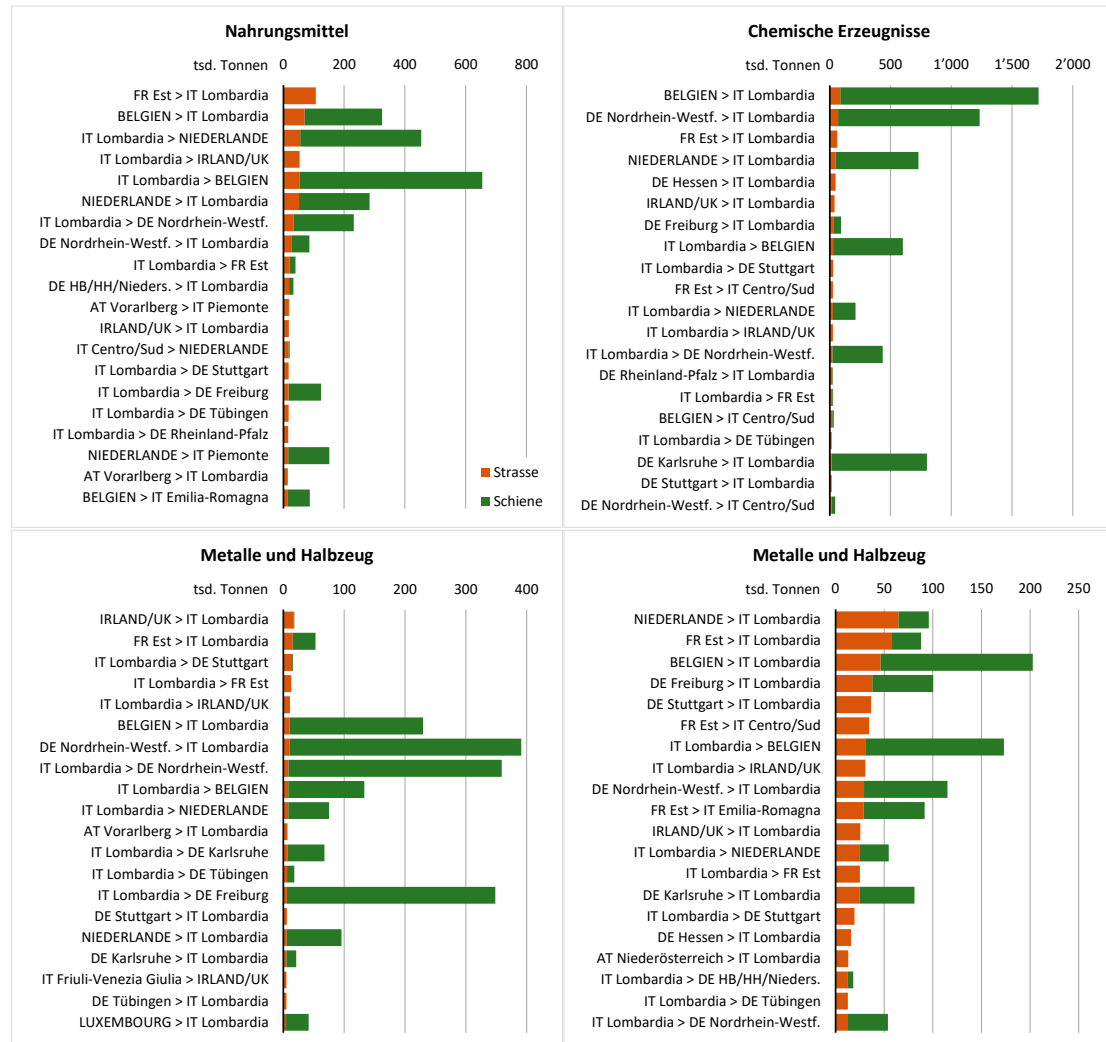 Nahrungsmittel
tsd. Tonnen 0 200 400 600 800
FR Est > IT Lombardia
BELGIEN > IT Lombardia
IT Lombardia > NIEDERLANDE
IT Lombardia > IRLAND/UK
IT Lombardia > BELGIEN
NIEDERLANDE > IT Lombardia
IT Lombardia > DE Nordrhein-Westf.
DE Nordrhein-Westf. > IT Lombardia
IT Lombardia > FR Est
DE HB/HH/Nieders. > IT Lombardia
AT Vorarlberg > IT Piemonte
IRLAND/UK > IT Lombardia
IT Centro/Sud > NIEDERLANDE
IT Lombardia > DE Stuttgart
IT Lombardia > DE Freiburg
IT Lombardia > DE Tübingen
IT Lombardia > DE Rheinland-Pfalz
NIEDERLANDE > IT Piemonte
AT Vorarlberg > IT Lombardia
BELGIEN > IT Emilia-Romagna
Strasse
Schiene
Chemische Erzeugnisse
tsd. Tonnen 0 500 1’000 1’500 2’000
BELGIEN > IT Lombardia
DE Nordrhein-Westf. > IT Lombardia
FR Est > IT Lombardia
NIEDERLANDE > IT Lombardia
DE Hessen > IT Lombardia
IRLAND/UK > IT Lombardia
DE Freiburg > IT Lombardia
IT Lombardia > BELGIEN
IT Lombardia > DE Stuttgart
FR Est > IT Centro/Sud
IT Lombardia > NIEDERLANDE
IT Lombardia > IRLAND/UK
IT Lombardia > DE Nordrhein-Westf.
DE Rheinland-Pfalz > IT Lombardia
IT Lombardia > FR Est
BELGIEN > IT Centro/Sud
IT Lombardia > DE Tübingen
DE Karlsruhe > IT Lombardia
DE Stuttgart > IT Lombardia
DE Nordrhein-Westf. > IT Centro/Sud
Metalle und Halbzeug
tsd. Tonnen 0 100 200 300 400
IRLAND/UK > IT Lombardia
FR Est > IT Lombardia
IT Lombardia > DE Stuttgart
IT Lombardia > FR Est
IT Lombardia > IRLAND/UK
BELGIEN > IT Lombardia
DE Nordrhein-Westf. > IT Lombardia
IT Lombardia > DE Nordrhein-Westf.
IT Lombardia > BELGIEN
IT Lombardia > NIEDERLANDE
AT Vorarlberg > IT Lombardia
IT Lombardia > DE Karlsruhe
IT Lombardia > DE Tübingen
IT Lombardia > DE Freiburg
DE Stuttgart > IT Lombardia
NIEDERLANDE > IT Lombardia
DE Karlsruhe > IT Lombardia
IT Friuli-Venezia Giulia > IRLAND/UK
DE Tübingen > IT Lombardia
LUXEMBOURG > IT Lombardia
Metalle und Halbzeug
tsd. Tonnen 0 50 100 150 200 250
NIEDERLANDE > IT Lombardia
FR Est > IT Lombardia
BELGIEN > IT Lombardia
DE Freiburg > IT Lombardia
DE Stuttgart > IT Lombardia
FR Est > IT Centro/Sud
IT Lombardia > BELGIEN
IT Lombardia > IRLAND/UK
DE Nordrhein-Westf. > IT Lombardia
FR Est > IT Emilia-Romagna
IRLAND/UK > IT Lombardia
IT Lombardia > NIEDERLANDE
IT Lombardia > FR Est
DE Karlsruhe > IT Lombardia
IT Lombardia > DE Stuttgart
DE Hessen > IT Lombardia
AT Niederösterreich > IT Lombardia
IT Lombardia > DE HB/HH/Nieders.
IT Lombardia > DE Tübingen
IT Lombardia > DE Nordrhein-Westf.